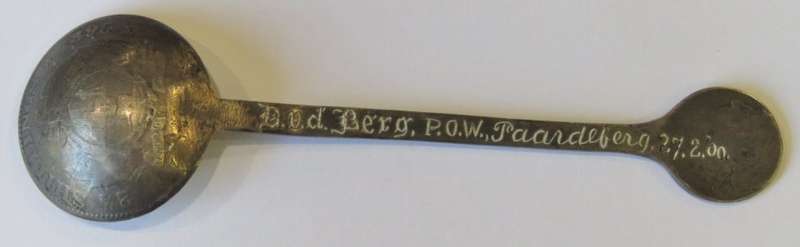 D.v.d. Berg, P.O.W., Paardeberg, 27.2.'00.